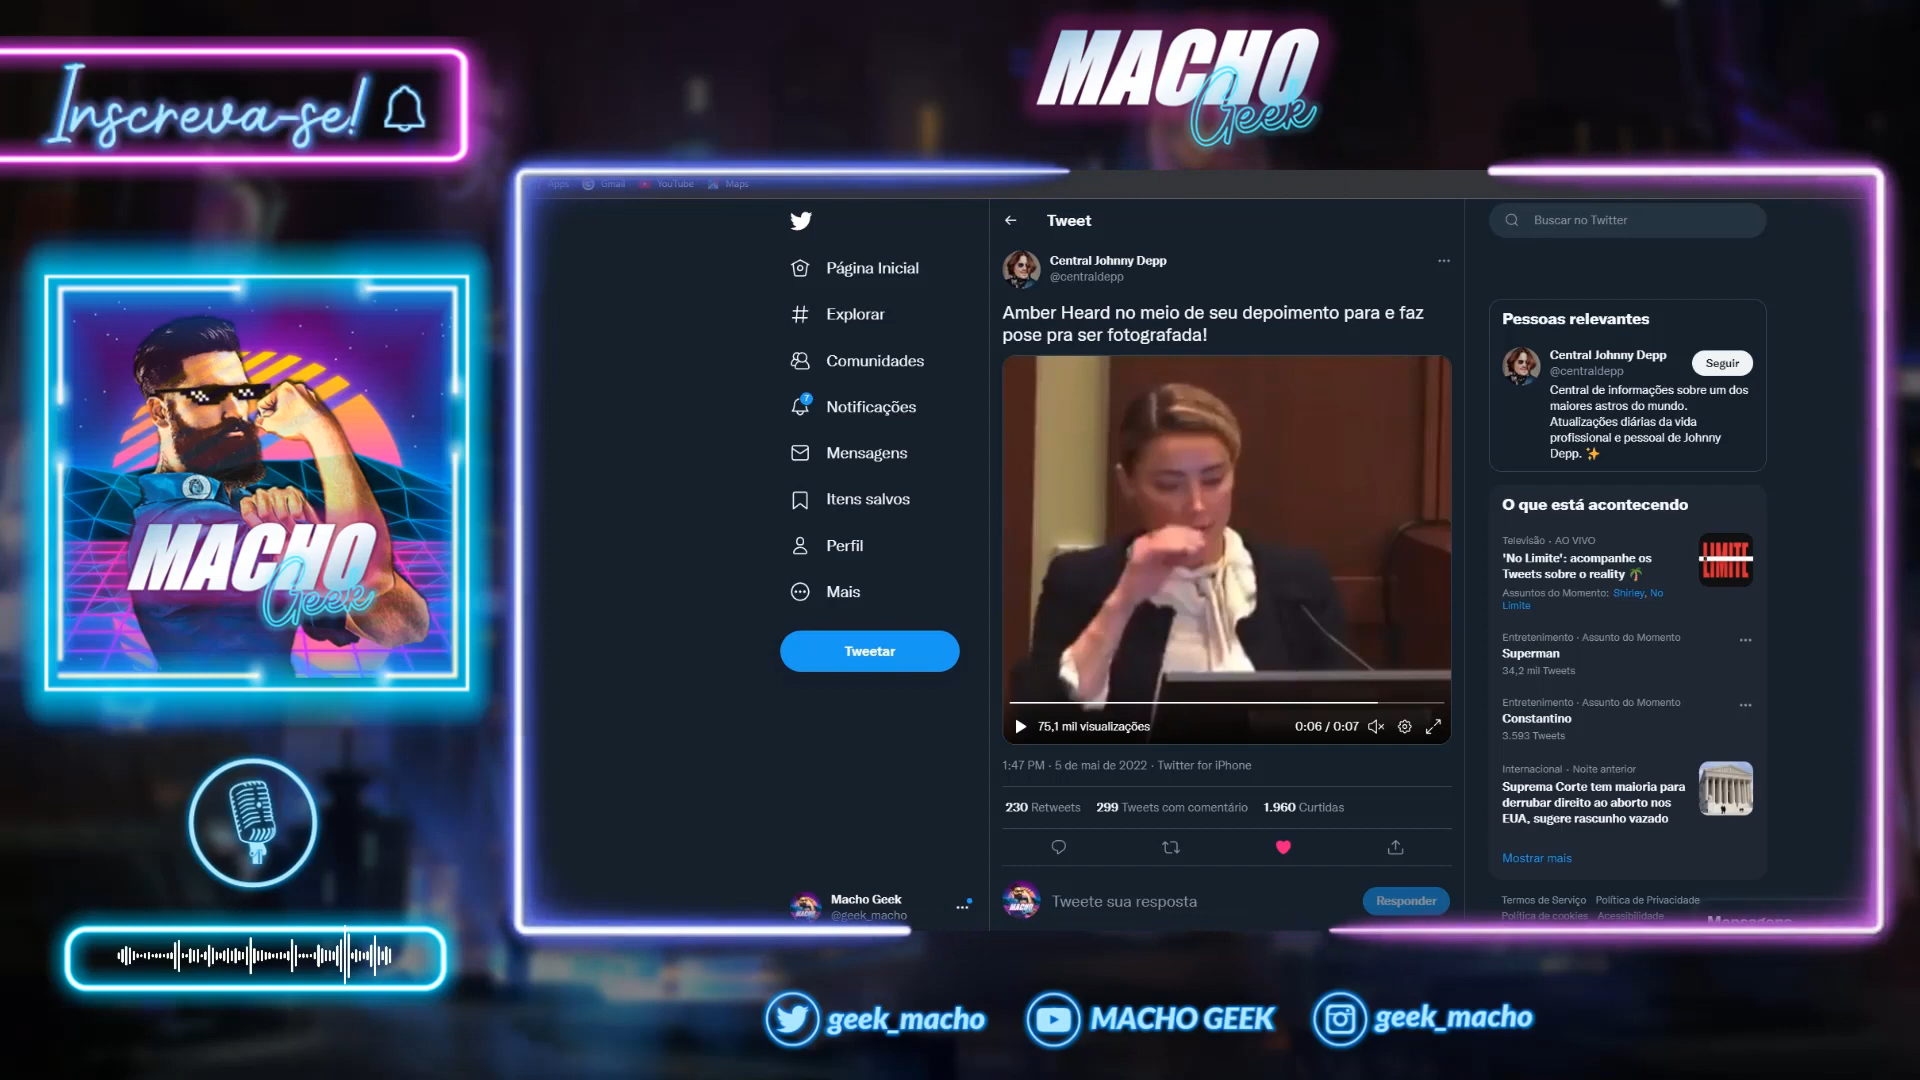 Inscreva-se!
MACHO
Geek
Apps Gmail YouTube Maps
MACHO
Geek
Página Inicial
Explorar
Comunidades
7
Notificações
Mensagens
Itens salvos
Perfil
Mais
Tweetar
Macho Geek
@geek_macho
Tweet
Central Johnny Depp
@centraldepp
Amber Heard no meio de seu depoimento para e faz
pose pra ser fotografada!
75,1 mil visualizações
0:06 / 0:07
1:47 PM · 5 de mai de 2022 · Twitter for iPhone
230 Retweets 299 Tweets com comentário 1.960 Curtidas
Tweete sua resposta
Responder
Buscar no Twitter
Pessoas relevantes
Central Johnny Depp
@centraldepp
Seguir
Central de informações sobre um dos
maiores astros do mundo.
Atualizações diárias da vida
profissional e pessoal de Johnny
Depp. ✨
O que está acontecendo
Televisão · AO VIVO
'No Limite': acompanhe os
Tweets sobre o reality 🌴
LIMITE
Assuntos do Momento: Shirley, No
Limite
Entretenimento · Assunto do Momento
Superman
34,2 mil Tweets
Entretenimento · Assunto do Momento
Constantino
3.593 Tweets
Internacional · Noite anterior
Suprema Corte tem maioria para
derrubar direito ao aborto nos
EUA, sugere rascunho vazado
Mostrar mais
Termos de Serviço Política de Privacidade
Política de cookies Acessibilidade
Mensagens
geek_macho
MACHO GEEK
geek_macho